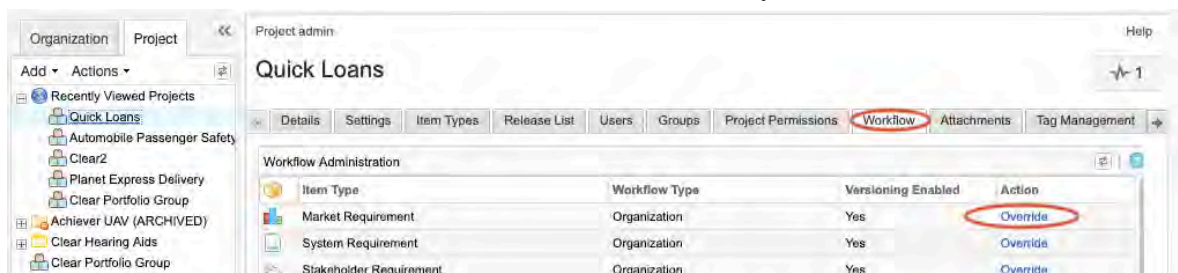 Organization Project
Add Actions
Recently Viewed Projects
Quick Loans
Automobile Passenger Safety
Clear2
Planet Express Delivery
Clear Portfolio Group
Achiever UAV (ARCHIVED)
Clear Hearing Aids
Clear Portfolio Group
Project admin Help
Quick Loans 1
Details Settings Item Types Release List Users Groups Project Permissions Workflow Attachments Tag Management
Workflow Administration
Item Type Workflow Type Versioning Enabled Action
Market Requirement Organization Yes Override
System Requirement Organization Yes Override
Stakeholder Requirement Organization Yes Override